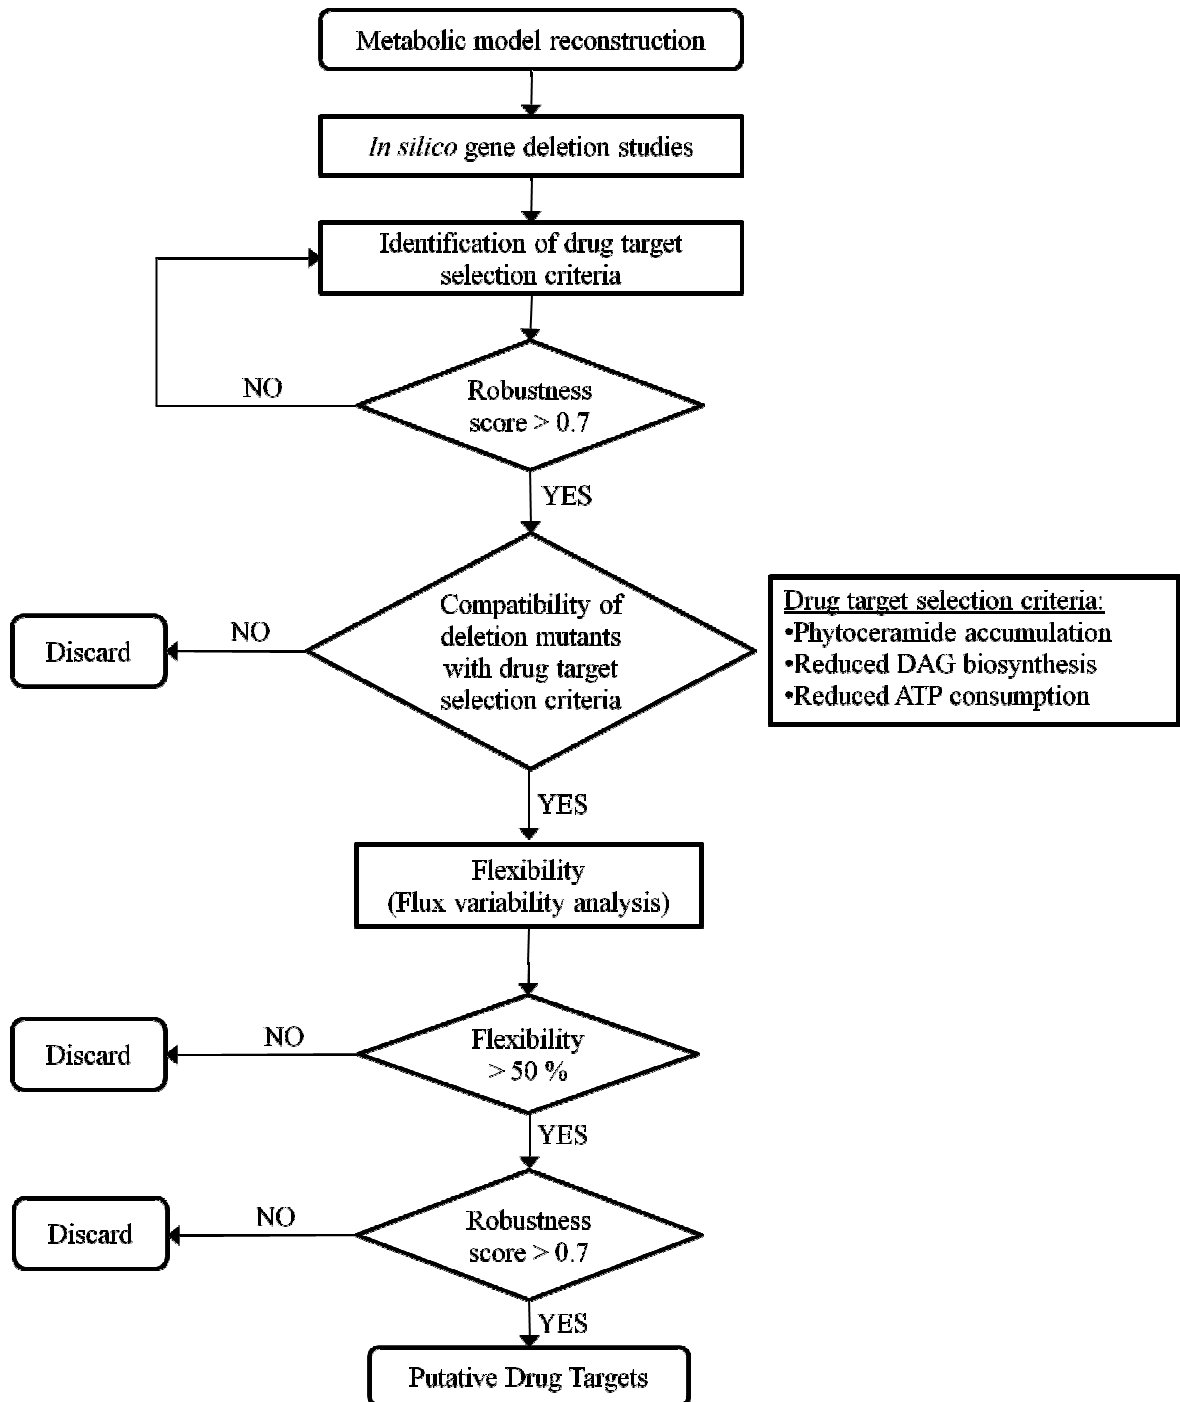 Metabolic model reconstruction
In silico gene deletion studies
Identification of drug target
selection criteria
NO
Robustness
score > 0.7
YES
Compatibility of
deletion mutants
with drug target
selection criteria
NO
Discard
Drug target selection criteria:
•Phytoceramide accumulation
•Reduced DAG biosynthesis
•Reduced ATP consumption
YES
Flexibility
(Flux variability analysis)
Flexibility
> 50 %
NO
Discard
YES
Robustness
score > 0.7
NO
Discard
YES
Putative Drug Targets